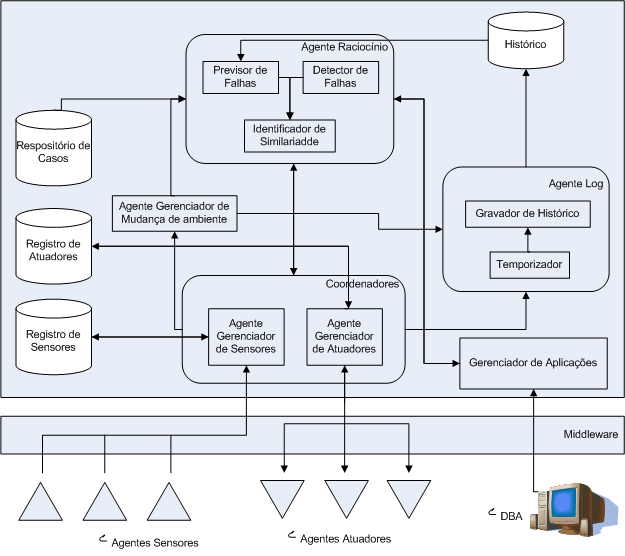 Agente Raciocínio
Histórico
Previsor de
Falhas
Detector de
Falhas
Identificador de
Similariadde
Respositório de
Casos
Agente Log
Agente Gerenciador de
Mudança de ambiente
Gravador de Histórico
Registro de
Atuadores
Temporizador
Coordenadores
Registro de
Sensores
Agente
Gerenciador
de Sensores
Agente
Gerenciador
de Atuadores
Gerenciador de Aplicações
Middleware
Agentes Sensores
Agentes Atuadores
DBA